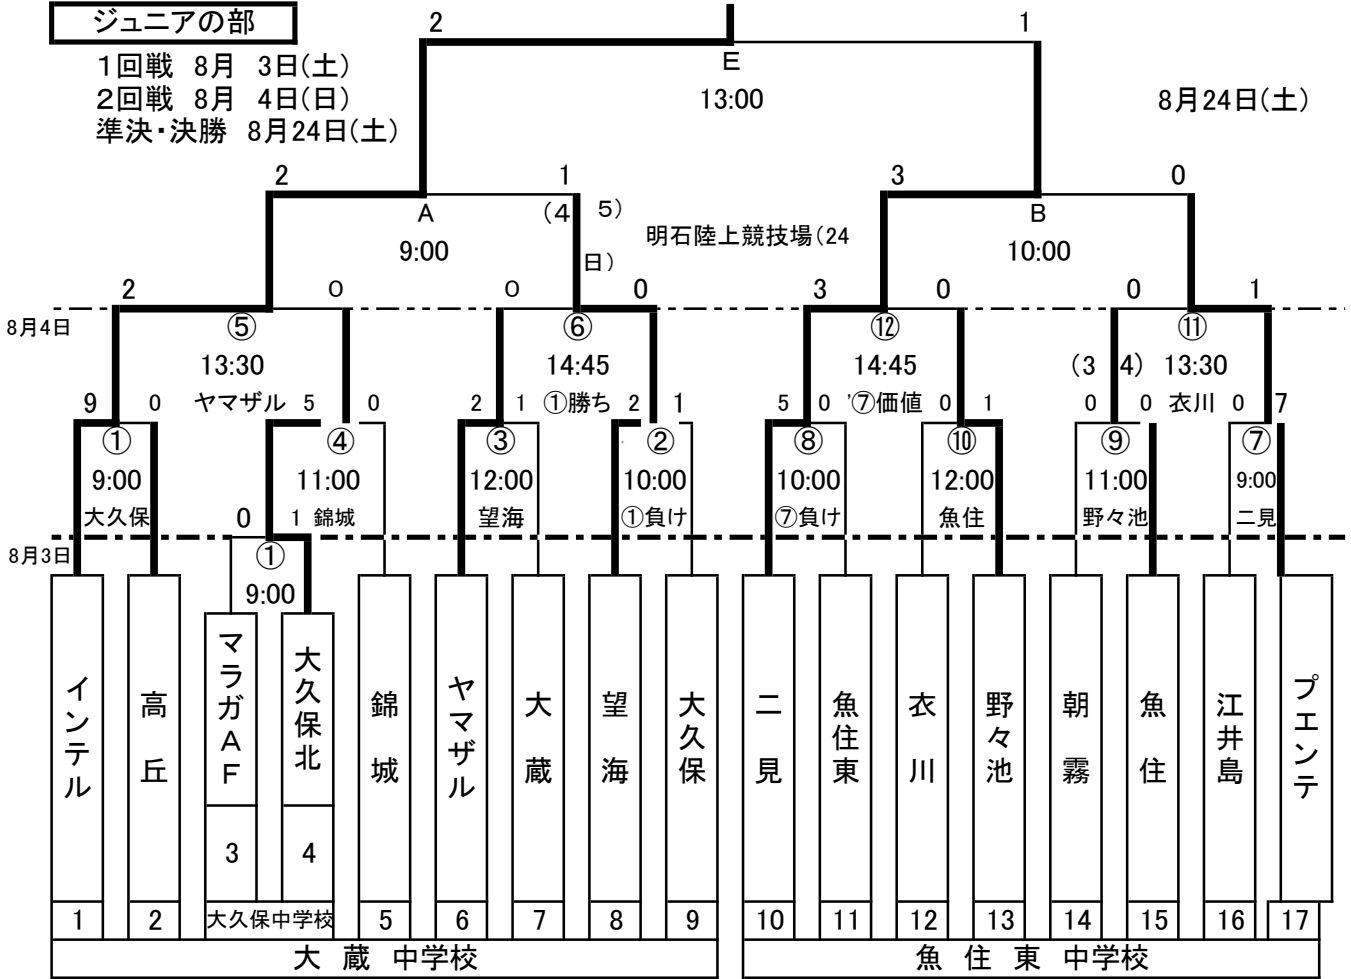 ジュニアの部
1回戦 8月 3日(土)
2回戦 8月 4日(日)
準決・決勝 8月24日(土)
2 1
E
13:00
8月24日(土)
2 1 3 0
A (4 5) B
明石陸上競技場(24
日)
9:00 10:00
2 0 0 0 3 0 0 1
8月4日
⑤ ⑥ ⑫ ⑪
13:30 14:45 14:45 (3 4) 13:30
9 0 ヤマザル 5 0 2 1 ①勝ち 2 1 5 0 '⑦価値 0 1 0 0 衣川 0 7
① ④ ③ ② ⑧ ⑩ ⑨ ⑦
9:00 11:00 12:00 10:00 10:00 12:00 11:00 9:00
大久保 0 1 錦城 望海 ①負け ⑦負け 魚住 野々池 二見
8月3日
①
9:00
インテル
高丘
マラガAF
大久保北
錦城
ヤマザル
大蔵
望海
大久保
二見
魚住東
衣川
野々池
朝霧
魚住
江井島
プエンテ
3 4
1 2 大久保中学校 5 6 7 8 9 10 11 12 13 14 15 16 17
大蔵中学校 魚住東中学校